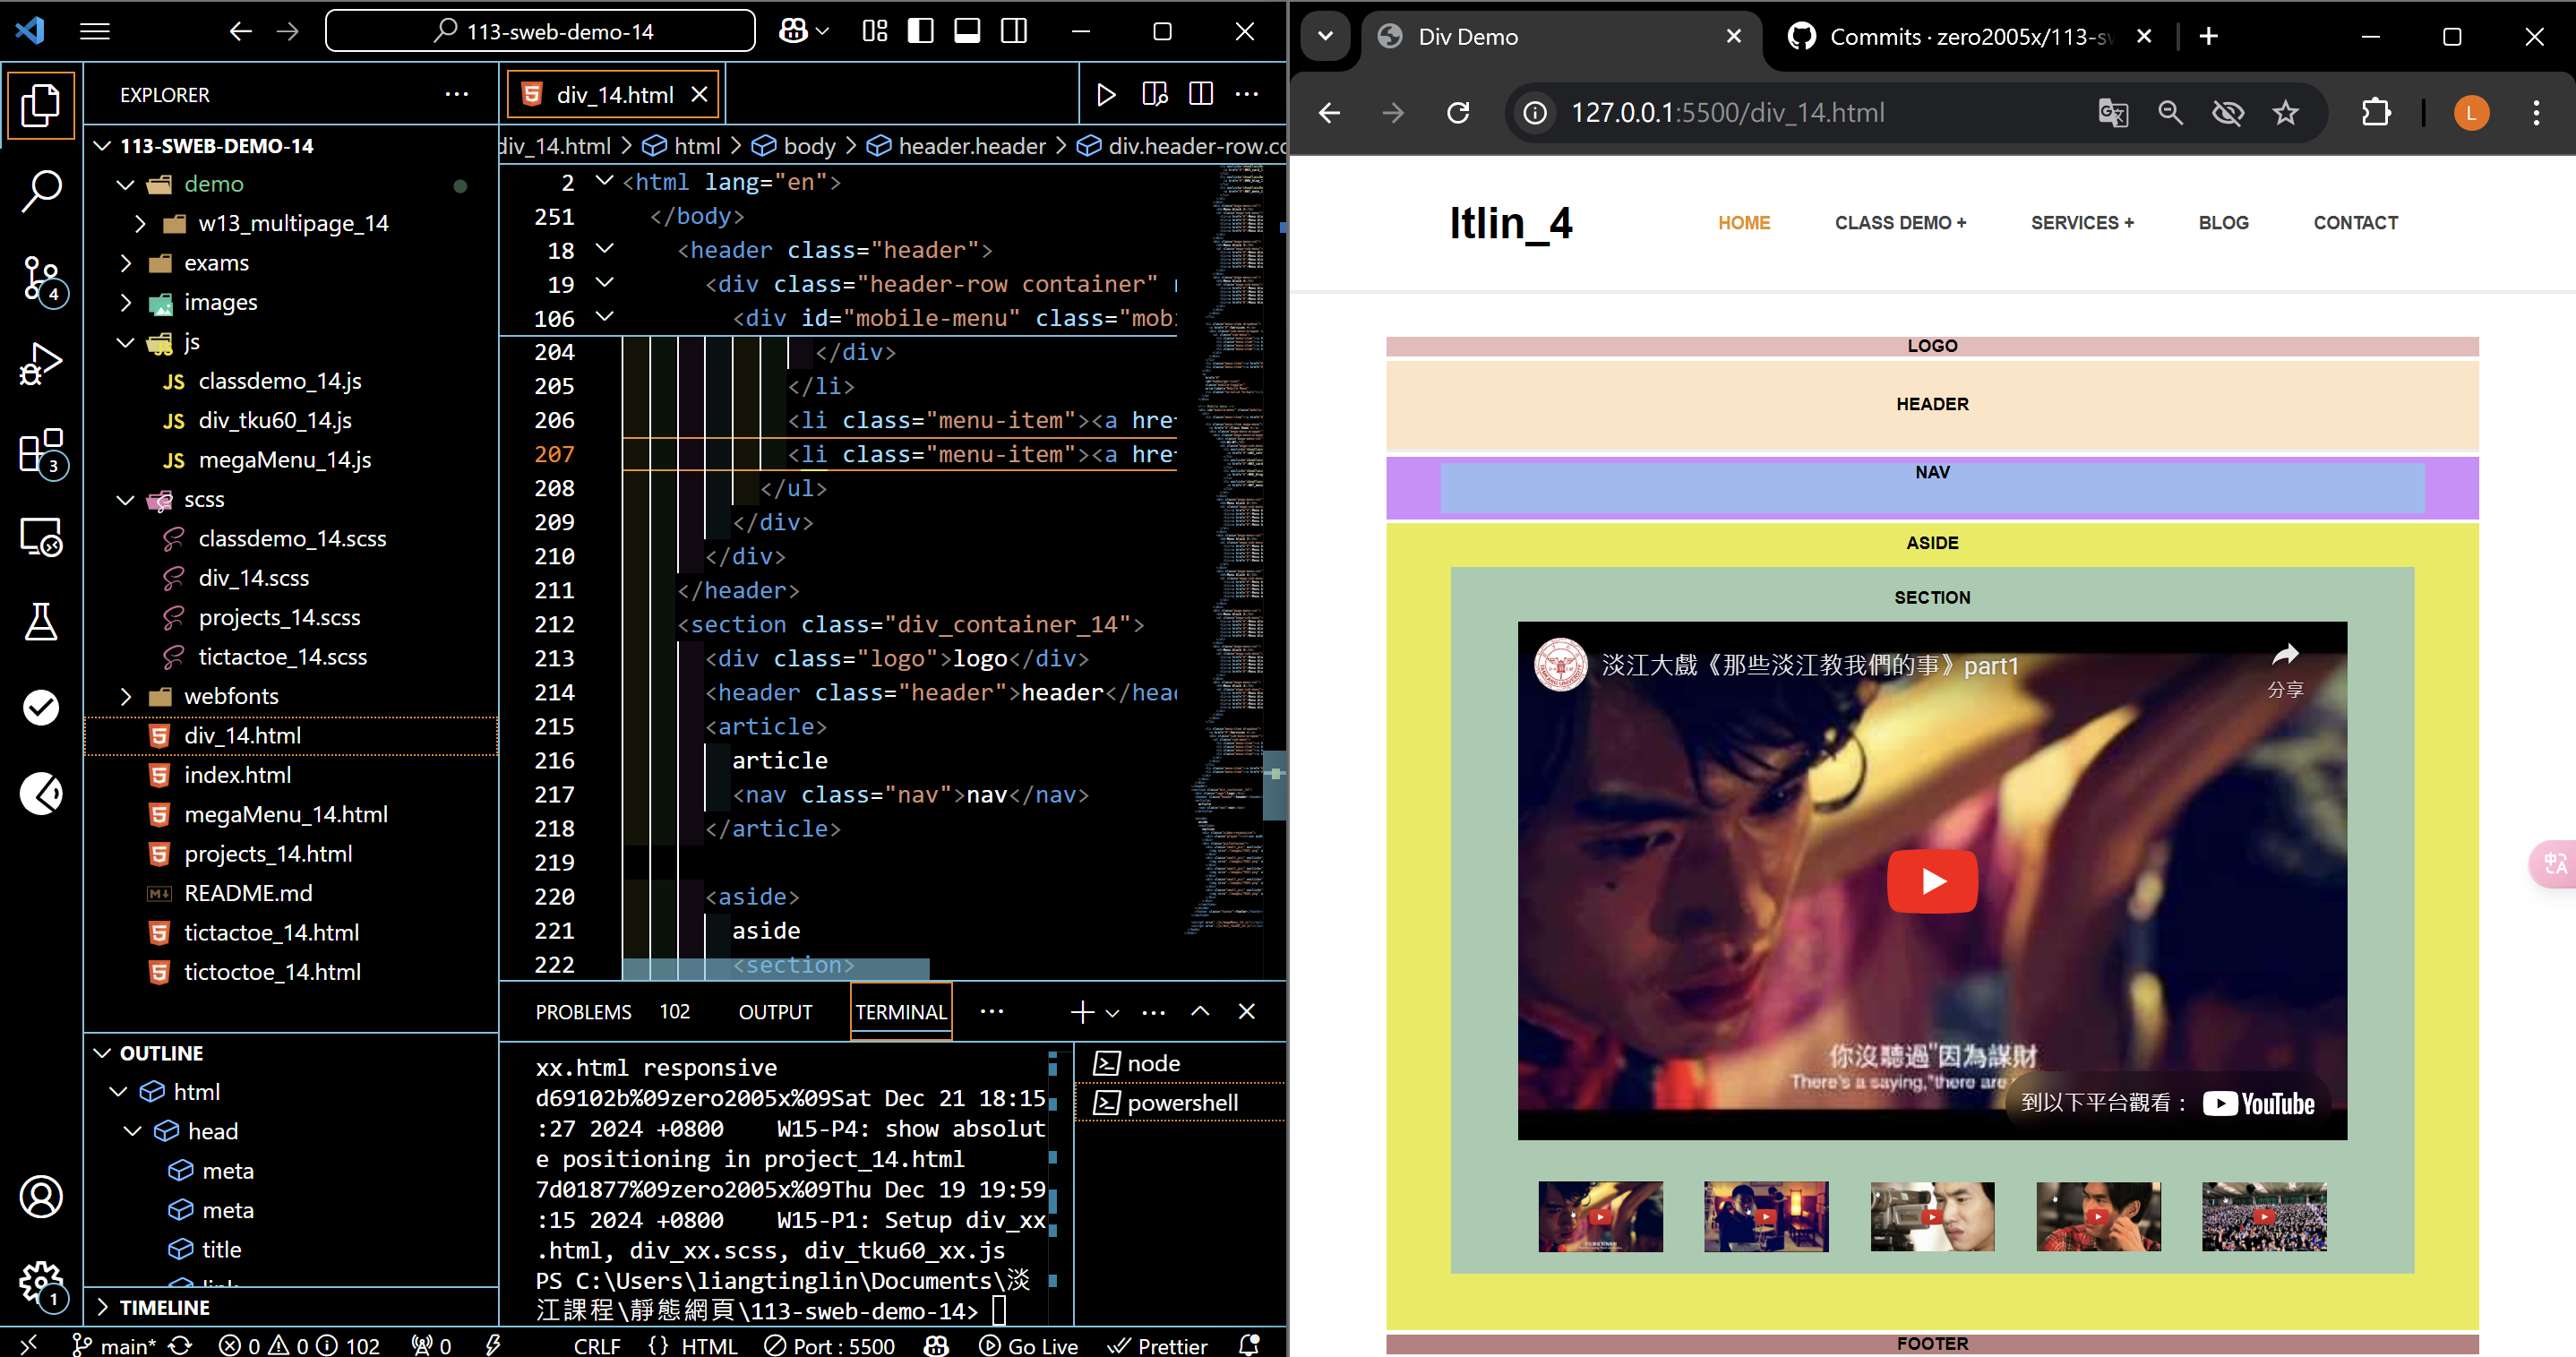 113-sweb-demo-14
EXPLORER
113-SWEB-DEMO-14
demo
w13_multipage_14
exams
images
js
classdemo_14.js
div_tku60_14.js
megaMenu_14.js
scss
classdemo_14.scss
div_14.scss
projects_14.scss
tictactoe_14.scss
webfonts
div_14.html
index.html
megaMenu_14.html
projects_14.html
README.md
tictactoe_14.html
tictoctoe_14.html
4
3
1
OUTLINE
html
head
meta
meta
title
link
TIMELINE
div_14.html
div_14.html > html > body > header.header > div.header-row.co
2 <html lang="en">
251 </body>
18 <header class="header">
19 <div class="header-row container"
106 <div id="mobile-menu" class="mobi
204 </div>
205 </li>
206 <li class="menu-item"><a hre
207 <li class="menu-item"><a hre
208 </ul>
209 </div>
210 </div>
211 </header>
212 <section class="div_container_14">
213 <div class="logo">logo</div>
214 <header class="header">header</head
215 <article>
216 article
217 <nav class="nav">nav</nav>
218 </article>
219
220 <aside>
221 aside
222 <section>
PROBLEMS 102 OUTPUT TERMINAL
xx.html responsive
d69102b%09zero2005x%09Sat Dec 21 18:15
:27 2024 +0800 W15-P4: show absolut
e positioning in project_14.html
7d01877%09zero2005x%09Thu Dec 19 19:59
:15 2024 +0800 W15-P1: Setup div_xx
.html, div_xx.scss, div_tku60_xx.js
PS C:\Users\liangtinglin\Documents\淡
江課程\靜態網頁\113-sweb-demo-14>
node
powershell
main* 0 0 102 0 CRLF {} HTML Port : 5500 Go Live Prettier
Div Demo
Commits · zero2005x/113-sw
127.0.0.1:5500/div_14.html
L
ltlin_4
HOME
CLASS DEMO +
SERVICES +
BLOG
CONTACT
LOGO
HEADER
NAV
ASIDE
SECTION
淡江大戲《那些淡江教我們的事》part1
分享
你沒聽過"因為謀財
There's a saying,"there are
到以下平台觀看：
YouTube
FOOTER